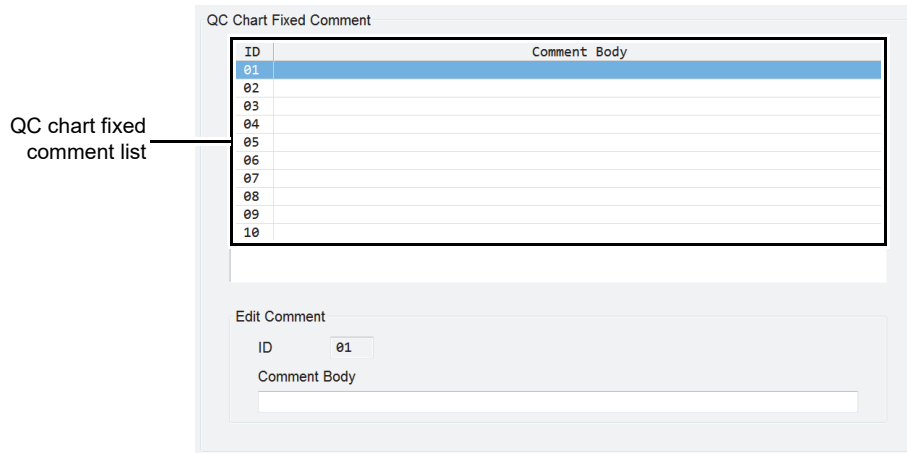 QC Chart Fixed Comment
ID Comment Body
01
02
03
04
05
06
07
08
09
10
QC chart fixed
comment list
Edit Comment
ID 01
Comment Body